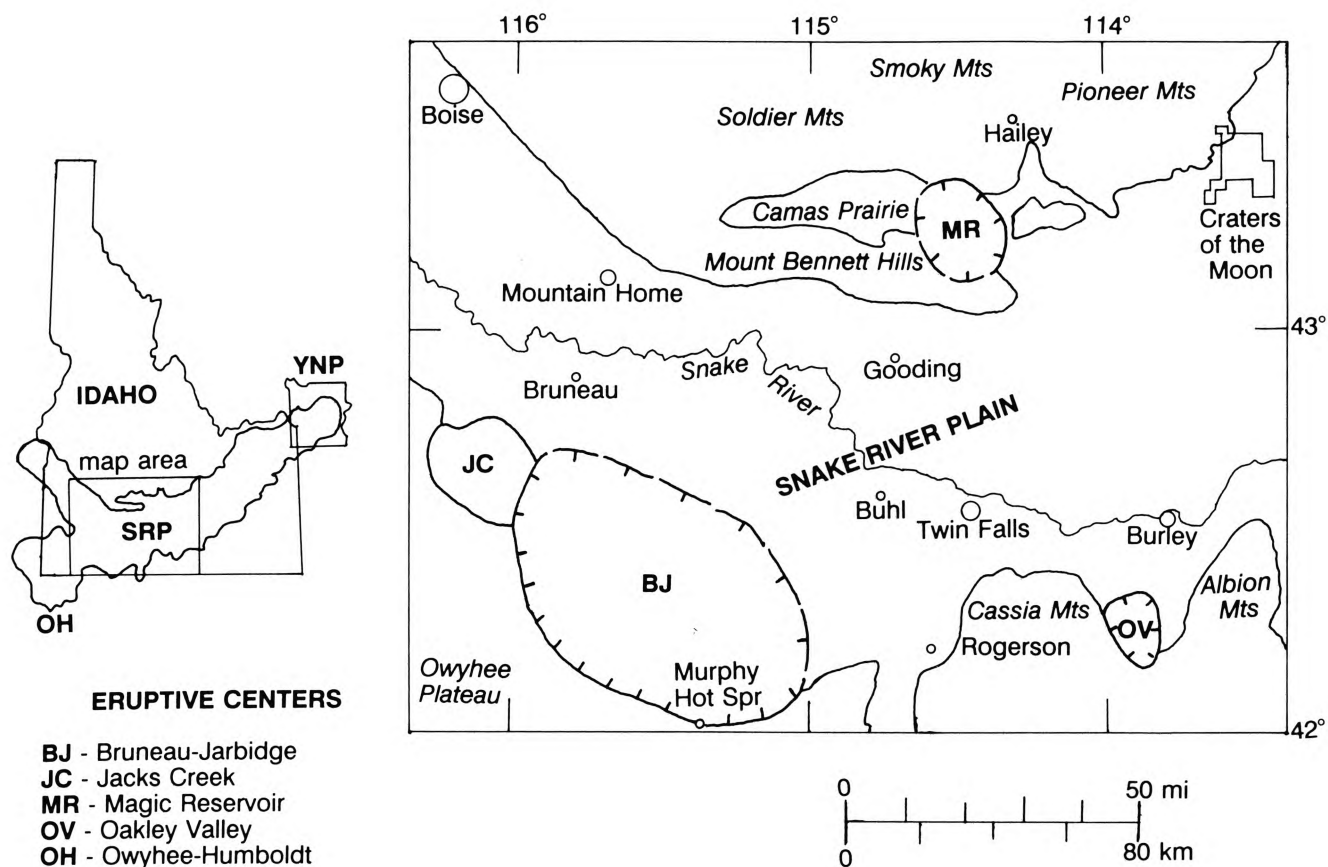 116°
115°
114°
Boise
Smoky Mts
Soldier Mts
Pioneer Mts
Hailey
Camas Prairie
MR
Craters
of the
Moon
Mount Bennett Hills
Mountain Home
43°
Snake
River
Gooding
Bruneau
SNAKE RIVER PLAIN
JC
Buhl
Twin Falls
Burley
BJ
Cassia Mts
OV
Albion
Mts
Rogerson
Owyhee
Plateau
Murphy
Hot Spr
42°
YNP
IDAHO
map area
SRP
OH
ERUPTIVE CENTERS
BJ - Bruneau-Jarbidge
JC - Jacks Creek
MR - Magic Reservoir
OV - Oakley Valley
OH - Owyhee-Humboldt
0 50 mi
0 80 km